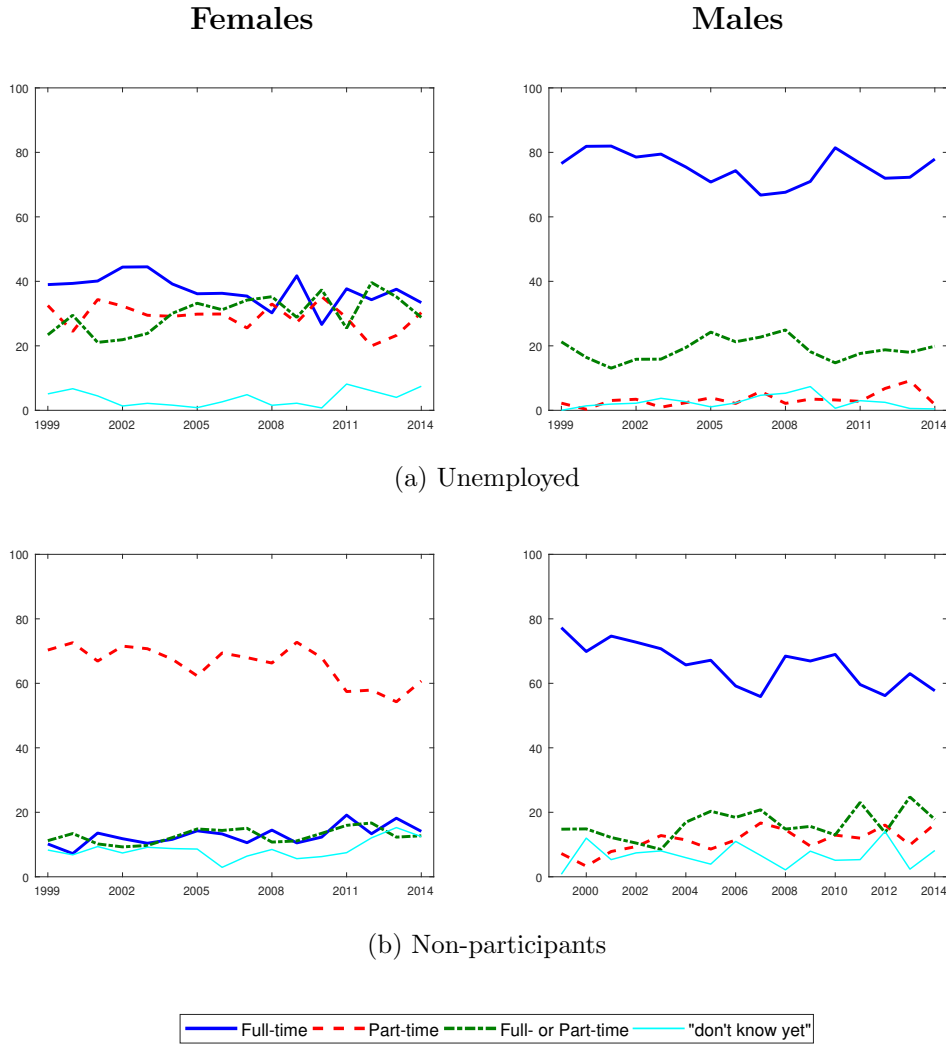 Females Males
100 100
80 80
60 60
40 40
20 20
0 0
1999 2002 2005 2008 2011 2014 1999 2002 2005 2008 2011 2014
(a) Unemployed
100 100
80 80
60 60
40 40
20 20
0 0
1999 2002 2005 2008 2011 2014 2000 2002 2004 2006 2008 2010 2012 2014
(b) Non-participants
Full-time Part-time Full- or Part-time "don't know yet"